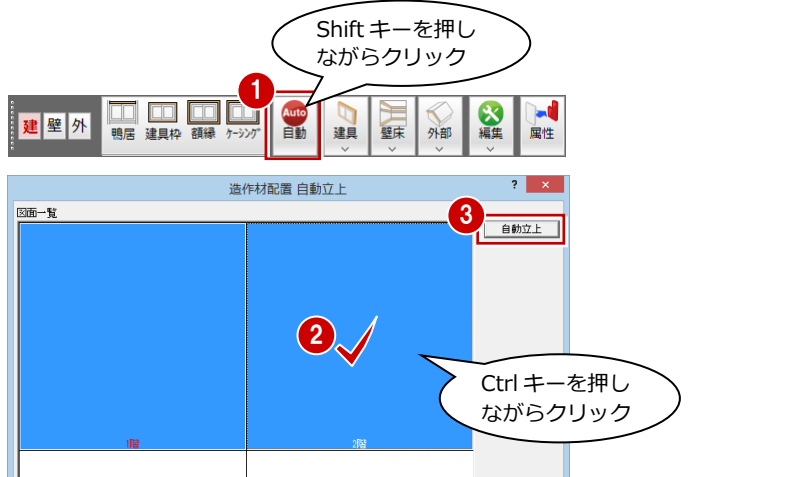 Shift キーを押し
ながらクリック
1
建 壁 外 鴨居 建具枠 額縁 ケーシング Auto 自動 建具 壁床 外部 編集 属性
造作材配置 自動立上 ? ×
図面一覧
3
自動立上
2
Ctrl キーを押し
ながらクリック
1階 2階